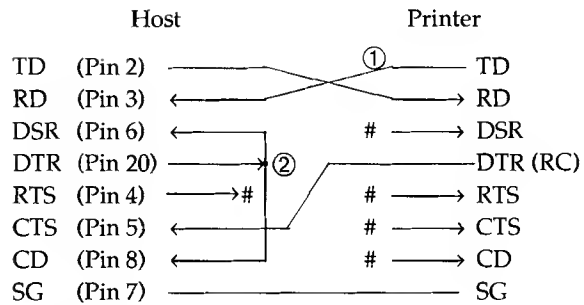 Host Printer
TD (Pin 2) ① TD
RD (Pin 3) RD
DSR (Pin 6) # DSR
DTR (Pin 20) ② DTR (RC)
RTS (Pin 4) # # RTS
CTS (Pin 5) # CTS
CD (Pin 8) # CD
SG (Pin 7) SG